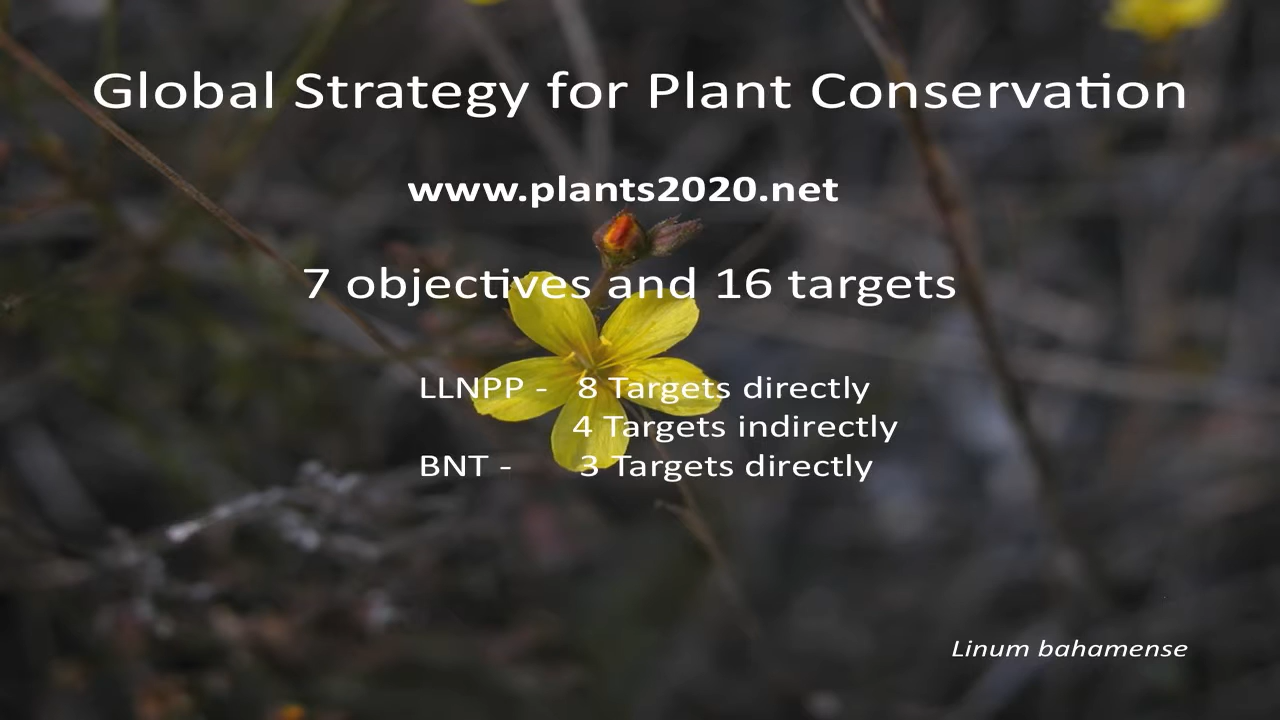 Global Strategy for Plant Conservation
www.plants2020.net
7 objectives and 16 targets
LLNPP - 8 Targets directly
4 Targets indirectly
BNT - 3 Targets directly
Linum bahamense